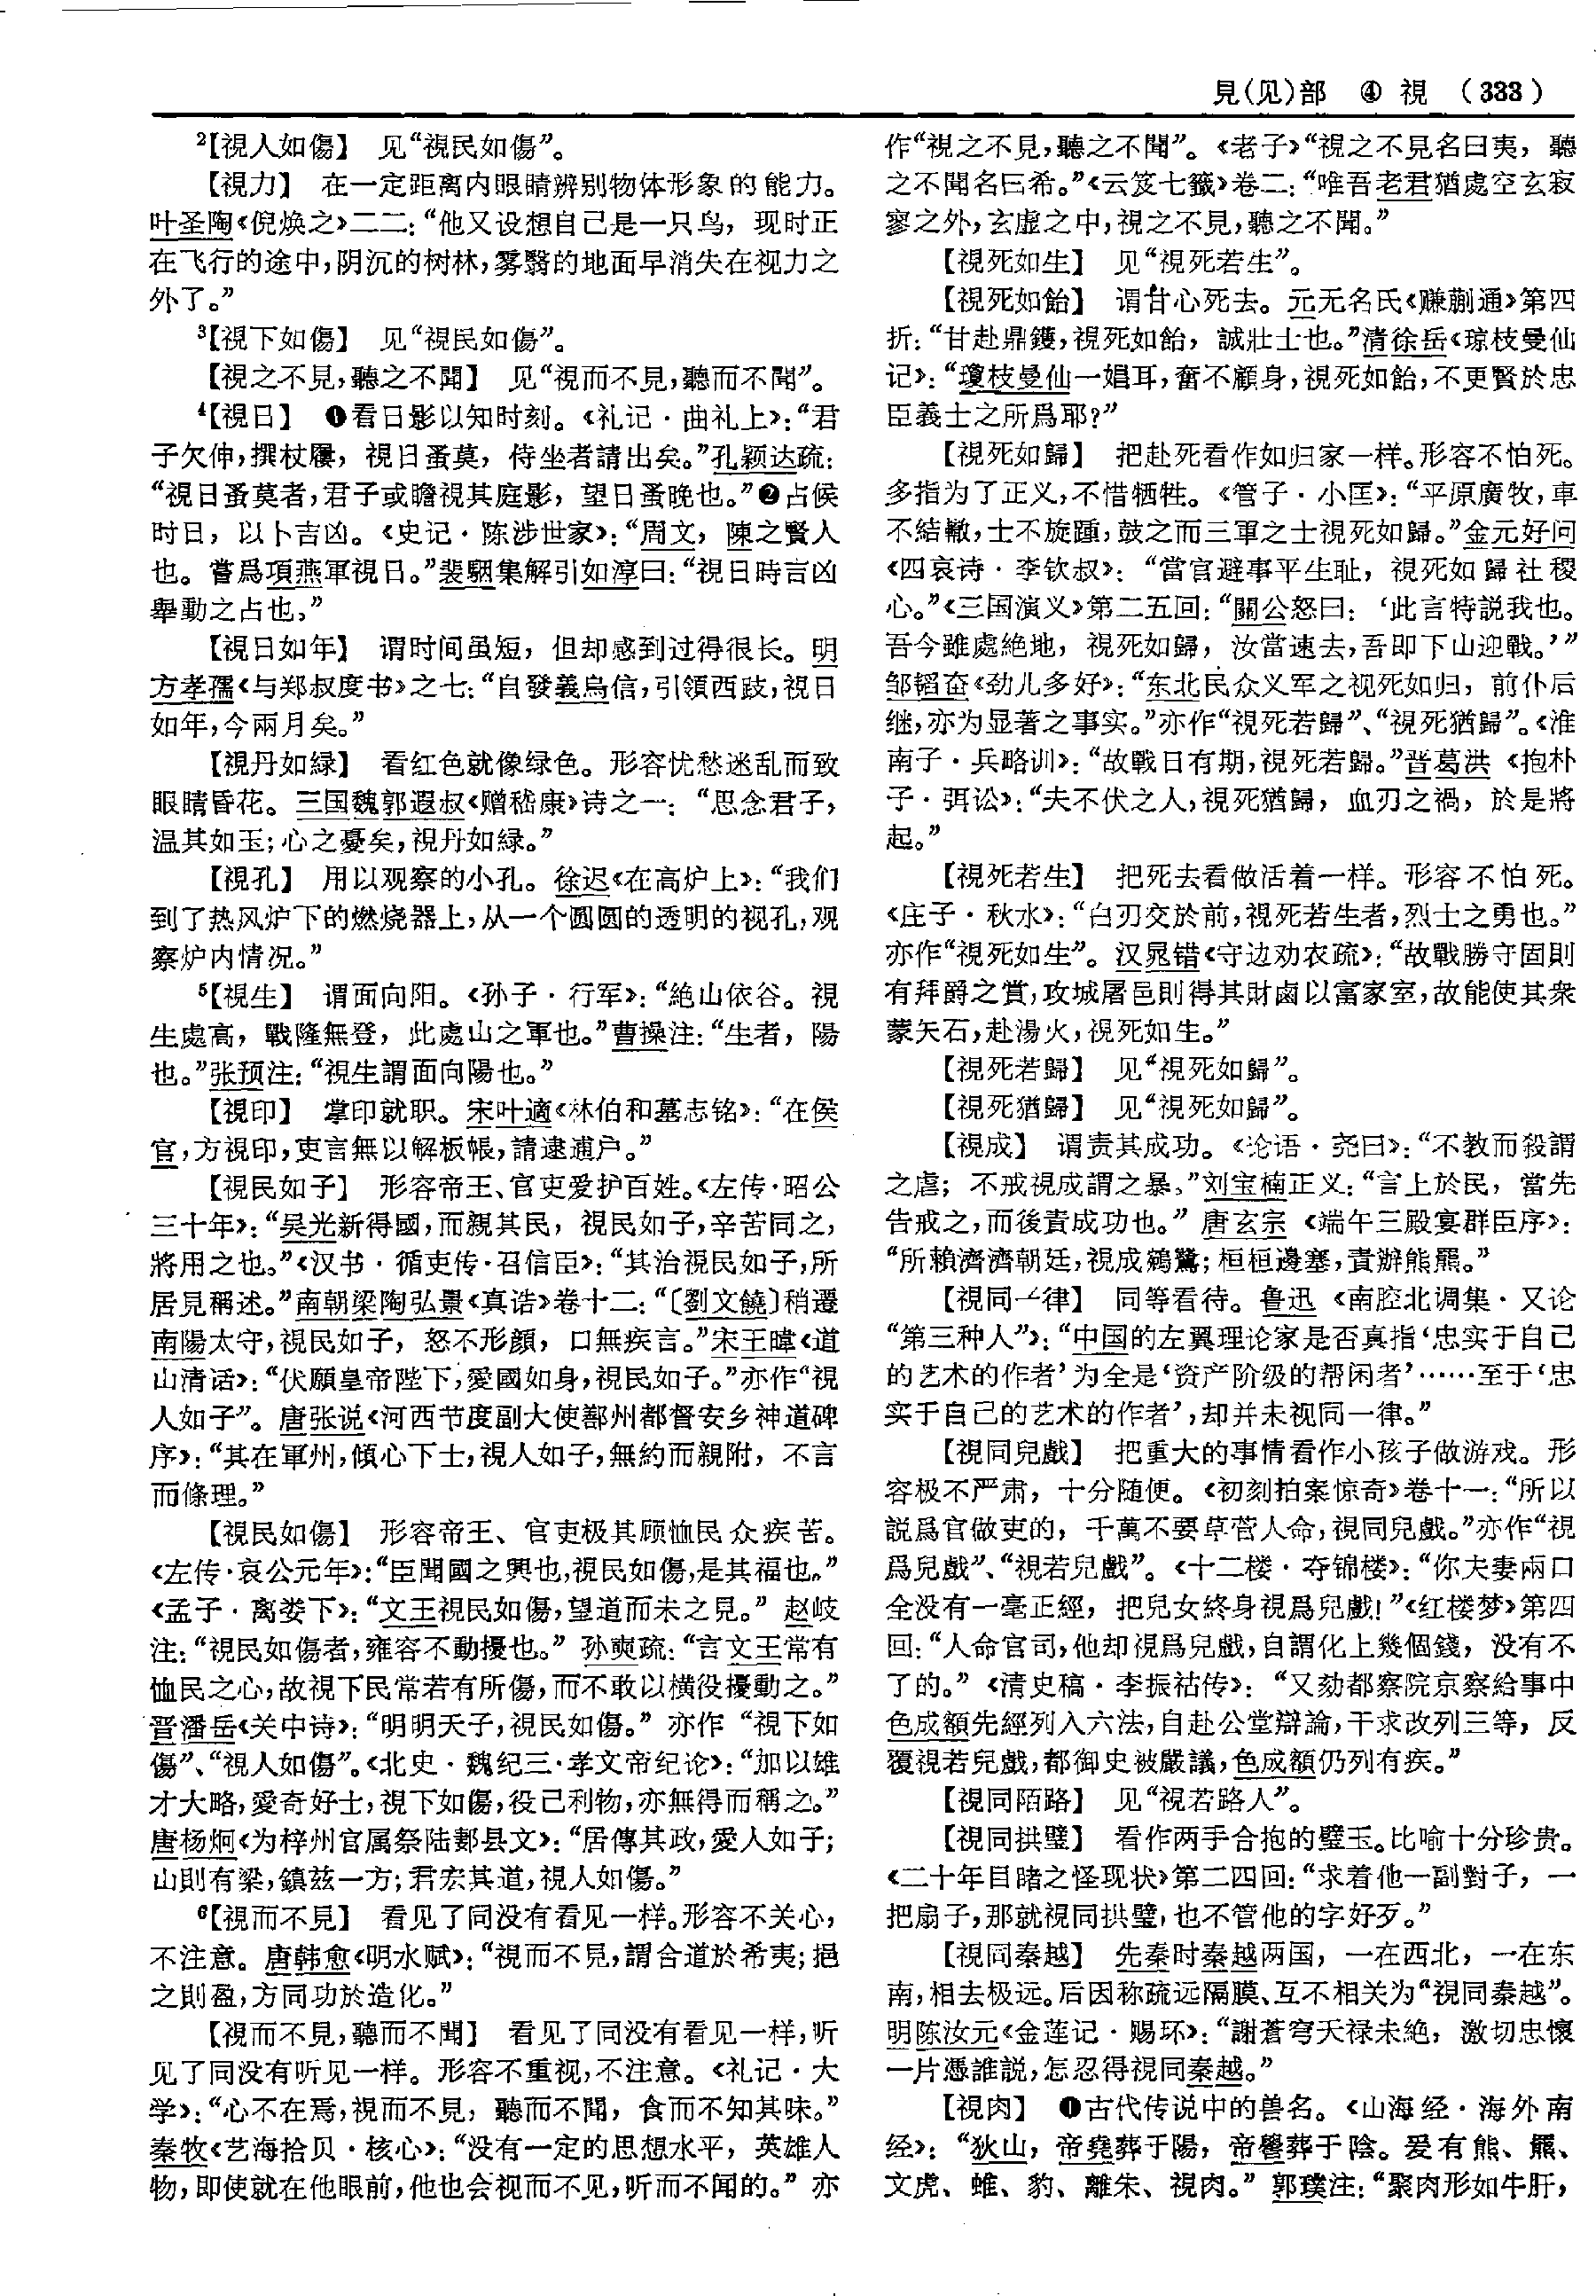 見(见)部　④ 視　(333)
²【視人如傷】　见“視民如傷”。
【視力】　在一定距离内眼睛辨别物体形象的能力。
叶圣陶《倪焕之》二二：“他又设想自己是一只鸟，现时正
在飞行的途中，阴沉的树林，雾翳的地面早消失在视力之
外了。”
³【視下如傷】　见“視民如傷”。
【視之不見，聽之不聞】　见“視而不見，聽而不聞”。
⁴【視日】　❶看日影以知时刻。《礼记·曲礼上》：“君
子欠伸，撰杖屨，視日蚤莫，侍坐者請出矣。”孔颖达疏：
“視日蚤莫者，君子或瞻視其庭影，望日蚤晚也。”❷占候
时日，以卜吉凶。《史记·陈涉世家》：“周文，陳之賢人
也。嘗爲項燕軍視日。”裴駰集解引如淳曰：“視日時吉凶
舉動之占也。”
【視日如年】　谓时间虽短，但却感到过得很长。明
方孝孺《与郑叔度书》之七：“自發義烏信，引領西跂，視日
如年，今兩月矣。”
【視丹如緑】　看红色就像绿色。形容忧愁迷乱而致
眼睛昏花。三国魏郭遐叔《赠嵇康》诗之一：“思念君子，
温其如玉；心之憂矣，視丹如緑。”
【視孔】　用以观察的小孔。徐迟《在高炉上》：“我们
到了热风炉下的燃烧器上，从一个圆圆的透明的视孔，观
察炉内情况。”
⁵【視生】　谓面向阳。《孙子·行军》：“絶山依谷。視
生處高，戰隆無登，此處山之軍也。”曹操注：“生者，陽
也。”张预注：“視生謂面向陽也。”
【視印】　掌印就职。宋叶適《林伯和墓志铭》：“在侯
官，方視印，吏言無以解板帳，請逮逋户。”
【視民如子】　形容帝王、官吏爱护百姓。《左传·昭公
三十年》：“吴光新得國，而親其民，視民如子，辛苦同之，
將用之也。”《汉书·循吏传·召信臣》：“其治視民如子，所
居見稱述。”南朝梁陶弘景《真诰》卷十二：“〔劉文饒〕稍遷
南陽太守，視民如子，怒不形顔，口無疾言。”宋王暐《道
山清话》：“伏願皇帝陛下，愛國如身，視民如子。”亦作“視
人如子”。唐张说《河西节度副大使鄯州都督安乡神道碑
序》：“其在軍州，傾心下士，視人如子，無約而親附，不言
而條理。”
【視民如傷】　形容帝王、官吏极其顾恤民众疾苦。
《左传·哀公元年》：“臣聞國之興也，視民如傷，是其福也。”
《孟子·离娄下》：“文王視民如傷，望道而未之見。”赵岐
注：“視民如傷者，雍容不動擾也。”孙奭疏：“言文王常有
恤民之心，故視下民常若有所傷，而不敢以横役擾動之。”
晋潘岳《关中诗》：“明明天子，視民如傷。”亦作“視下如
傷”、“視人如傷”。《北史·魏纪三·孝文帝纪论》：“加以雄
才大略，愛奇好士，視下如傷，役己利物，亦無得而稱之。”
唐杨炯《为梓州官属祭陆郪县文》：“居傳其政，愛人如子；
山則有梁，鎮兹一方；君宏其道，視人如傷。”
⁶【視而不見】　看见了同没有看见一样。形容不关心，
不注意。唐韩愈《明水赋》：“視而不見，謂合道於希夷；挹
之則盈，方同功於造化。”
【視而不見，聽而不聞】　看见了同没有看见一样，听
见了同没有听见一样。形容不重视，不注意。《礼记·大
学》：“心不在焉，視而不見，聽而不聞，食而不知其味。”
秦牧《艺海拾贝·核心》：“没有一定的思想水平，英雄人
物，即使就在他眼前，他也会视而不见，听而不闻的。”亦
作“視之不見，聽之不聞”。《老子》“視之不見名曰夷，聽
之不聞名曰希。”《云笈七籤》卷二：“唯吾老君猶處空玄寂
寥之外，玄虚之中，視之不見，聽之不聞。”
【視死如生】　见“視死若生”。
【視死如飴】　谓甘心死去。元无名氏《赚蒯通》第四
折：“甘赴鼎鑊，視死如飴，誠壯士也。”清徐岳《琼枝曼仙
记》：“瓊枝曼仙一娼耳，奮不顧身，視死如飴，不更賢於忠
臣義士之所爲耶？”
【視死如歸】　把赴死看作如归家一样。形容不怕死。
多指为了正义，不惜牺牲。《管子·小匡》：“平原廣牧，車
不結轍，士不旋踵，鼓之而三軍之士視死如歸。”金元好问
《四哀诗·李钦叔》：“當官避事平生耻，視死如歸社稷
心。”《三国演义》第二五回：“關公怒曰：‘此言特説我也。
吾今雖處絶地，視死如歸，汝當速去，吾即下山迎戰。’”
邹韬奋《劲儿多好》：“东北民众义军之视死如归，前仆后
继，亦为显著之事实。”亦作“視死若歸”、“視死猶歸”。《淮
南子·兵略训》：“故戰日有期，視死若歸。”晋葛洪《抱朴
子·弭讼》：“夫不伏之人，視死猶歸，血刃之禍，於是將
起。”
【視死若生】　把死去看做活着一样。形容不怕死。
《庄子·秋水》：“白刃交於前，視死若生者，烈士之勇也。”
亦作“視死如生”。汉晁错《守边劝农疏》：“故戰勝守固則
有拜爵之賞，攻城屠邑則得其財鹵以富家室，故能使其衆
蒙矢石，赴湯火，視死如生。”
【視死若歸】　见“視死如歸”。
【視死猶歸】　见“視死如歸”。
【視成】　谓责其成功。《论语·尧曰》：“不教而殺謂
之虐；不戒視成謂之暴。”刘宝楠正义：“言上於民，當先
告戒之，而後責成功也。”唐玄宗《端午三殿宴群臣序》：
“所賴濟濟朝廷，視成鵷鷺；桓桓邊塞，責辦熊羆。”
【視同一律】　同等看待。鲁迅《南腔北调集·又论
“第三种人”》：“中国的左翼理论家是否真指‘忠实于自己
的艺术的作者’为全是‘资产阶级的帮闲者’……至于‘忠
实于自己的艺术的作者’，却并未视同一律。”
【視同兒戲】　把重大的事情看作小孩子做游戏。形
容极不严肃，十分随便。《初刻拍案惊奇》卷十一：“所以
説爲官做吏的，千萬不要草菅人命，視同兒戲。”亦作“視
爲兒戲”、“視若兒戲”。《十二楼·夺锦楼》：“你夫妻兩口
全没有一毫正經，把兒女終身視爲兒戲！”《红楼梦》第四
回：“人命官司，他却視爲兒戲，自謂化上幾個錢，没有不
了的。”《清史稿·李振祜传》：“又劾都察院京察給事中
色成額先經列入六法，自赴公堂辯論，干求改列三等，反
覆視若兒戲，都御史被嚴議，色成額仍列有疾。”
【視同陌路】　见“視若路人”。
【視同拱璧】　看作两手合抱的璧玉。比喻十分珍贵。
《二十年目睹之怪现状》第二四回：“求着他一副對子，一
把扇子，那就視同拱璧，也不管他的字好歹。”
【視同秦越】　先秦时秦越两国，一在西北，一在东
南，相去极远。后因称疏远隔膜、互不相关为“視同秦越”。
明陈汝元《金莲记·赐环》：“謝蒼穹天禄未絶，激切忠懷
一片憑誰説，怎忍得視同秦越。”
【視肉】　❶古代传说中的兽名。《山海经·海外南
经》：“狄山，帝堯葬于陽，帝嚳葬于陰。爰有熊、羆、
文虎、蜼、豹、離朱、視肉。”郭璞注：“聚肉形如牛肝，